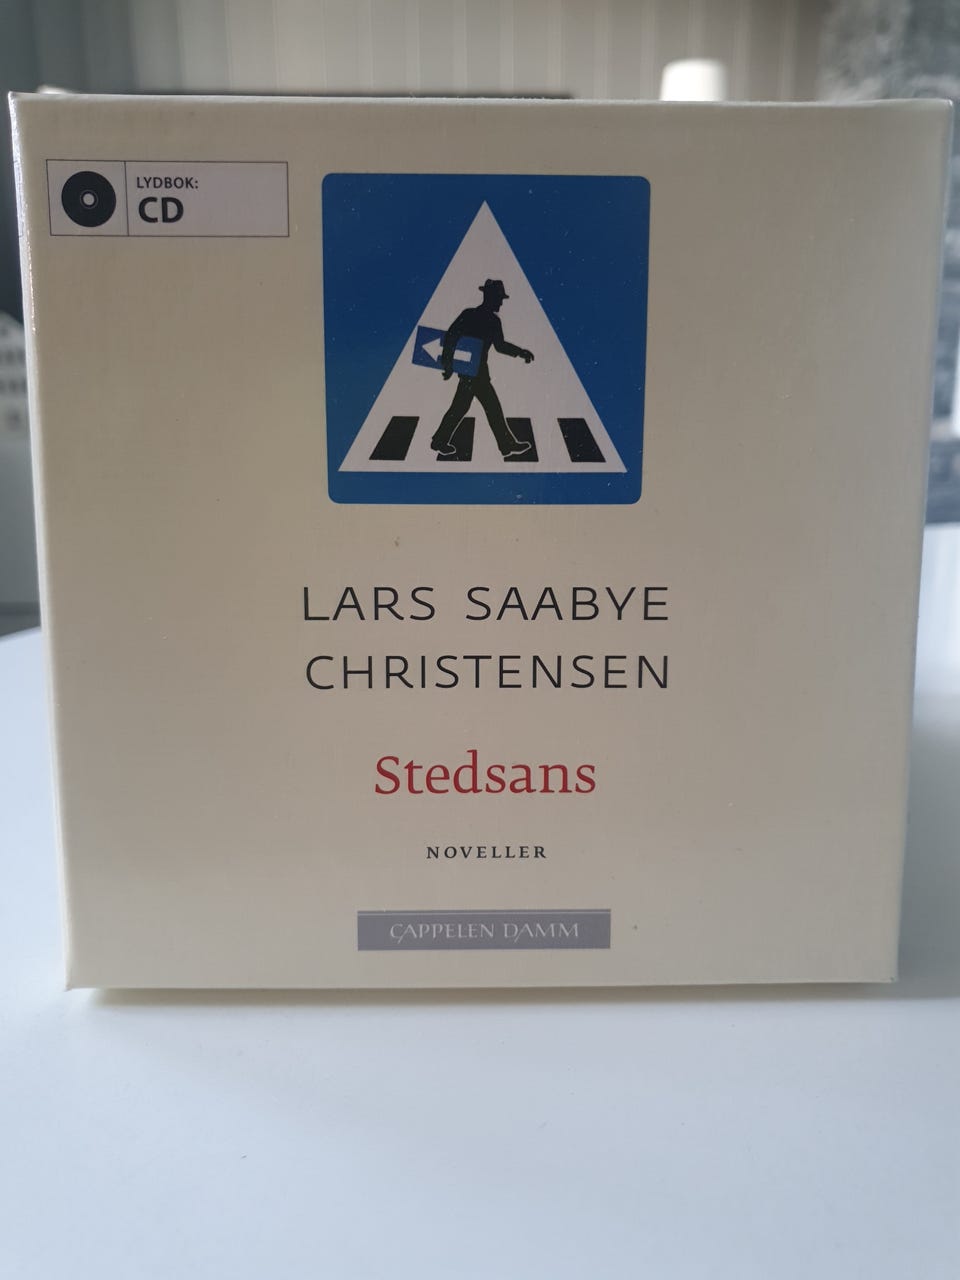 LYDBOK:
CD
LARS SAABYE
CHRISTENSEN
Stedsans
NOVELLER
CAPPELEN DAMM